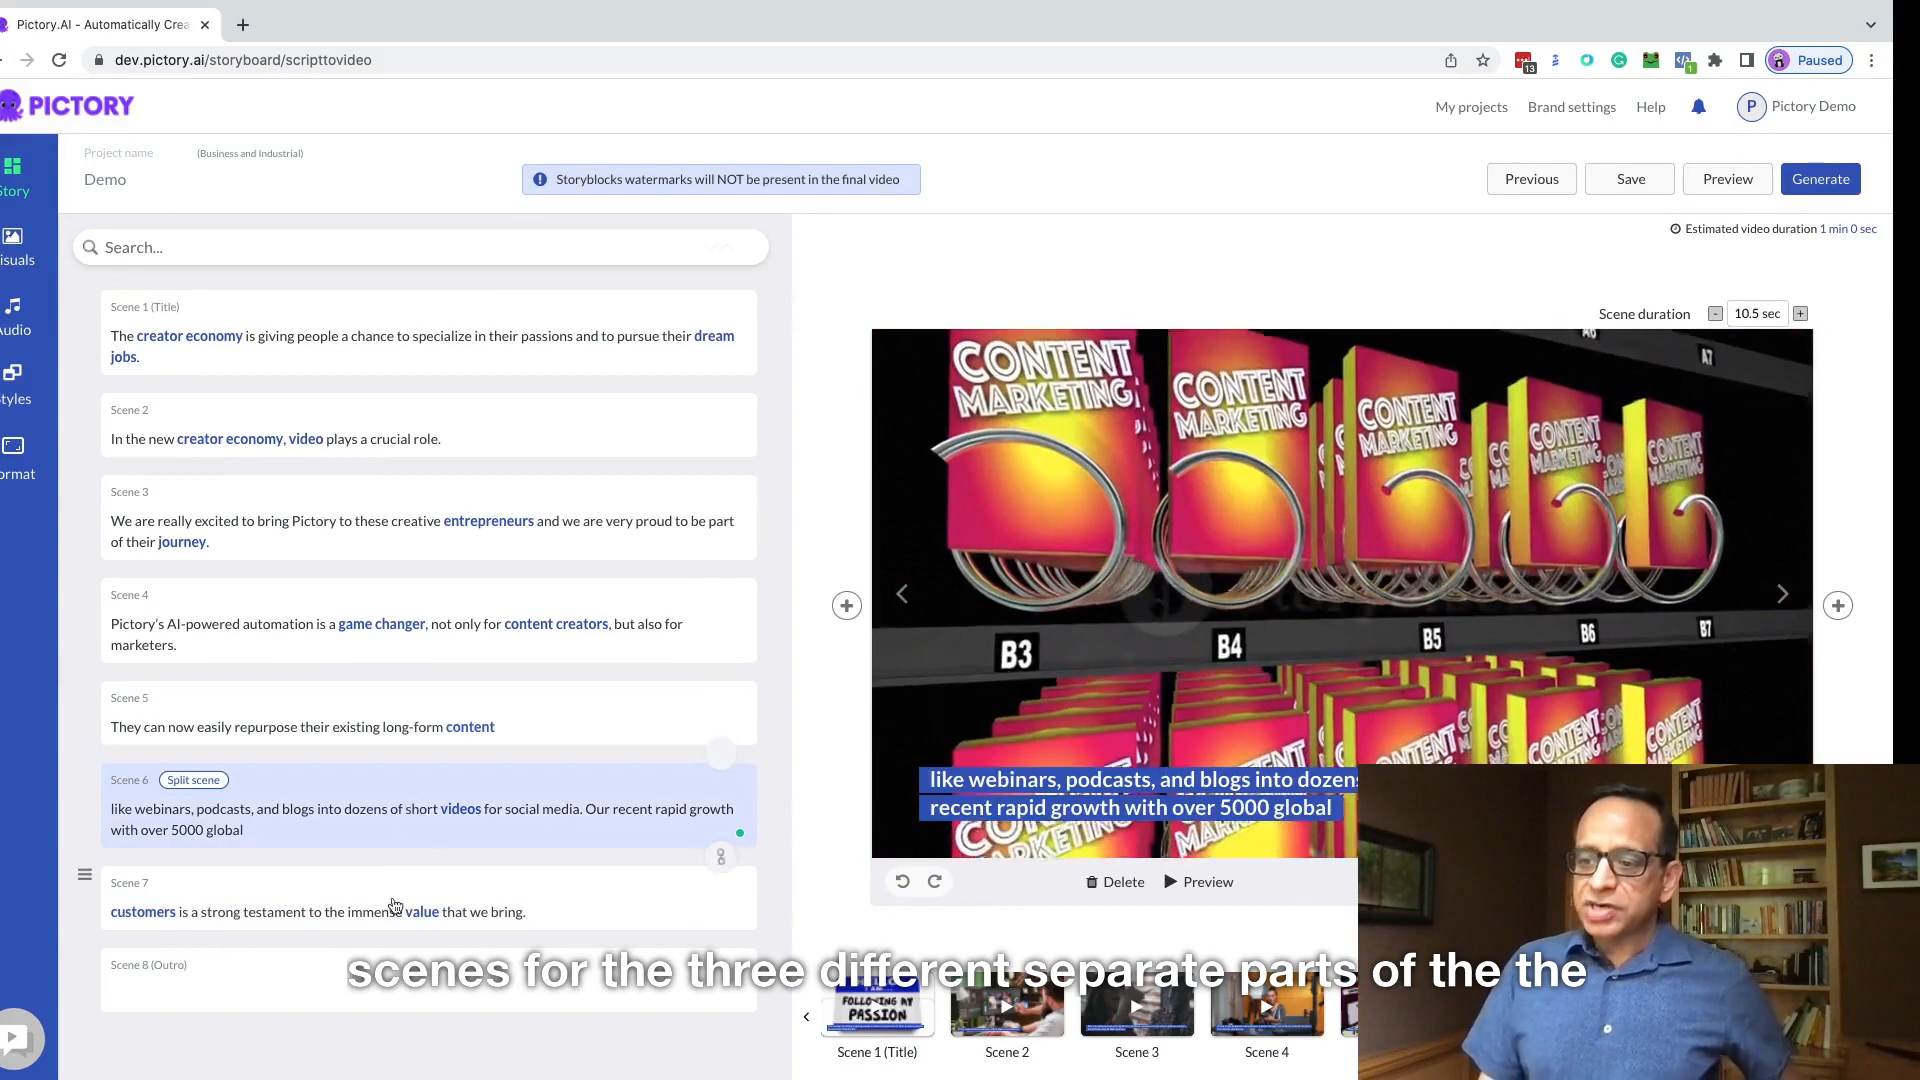 Pictory.AI - Automatically Crea
dev.pictory.ai/storyboard/scripttovideo
13
1
Paused
PICTORY
My projects
Brand settings
Help
P
Pictory Demo
Project name
(Business and Industrial)
Demo
Storyblocks watermarks will NOT be present in the final video
Previous
Save
Preview
Generate
Story
isuals
Audio
tyles
ormat
Search...
Estimated video duration 1 min 0 sec
Scene duration
-
10.5 sec
+
Scene 1 (Title)
The creator economy is giving people a chance to specialize in their passions and to pursue their dream
jobs.
Scene 2
In the new creator economy, video plays a crucial role.
Scene 3
We are really excited to bring Pictory to these creative entrepreneurs and we are very proud to be part
of their journey.
Scene 4
Pictory's AI-powered automation is a game changer, not only for content creators, but also for
marketers.
Scene 5
They can now easily repurpose their existing long-form content
Scene 6
Split scene
like webinars, podcasts, and blogs into dozens of short videos for social media. Our recent rapid growth
with over 5000 global
Scene 7
customers is a strong testament to the immense value that we bring.
Scene 8 (Outro)
A6
A7
CONTENT
MARKETING
CONTENT
MARKETING
CONTENT
MARKETING
CONTENT
MARKETING
CONTENT
MARKETING
B3
B4
B5
B6
B7
like webinars, podcasts, and blogs into dozens
recent rapid growth with over 5000 global
Delete
Preview
scenes for the three different separate parts of the the
FOLLOWING MY
PASSION
Scene 1 (Title)
Scene 2
Scene 3
Scene 4